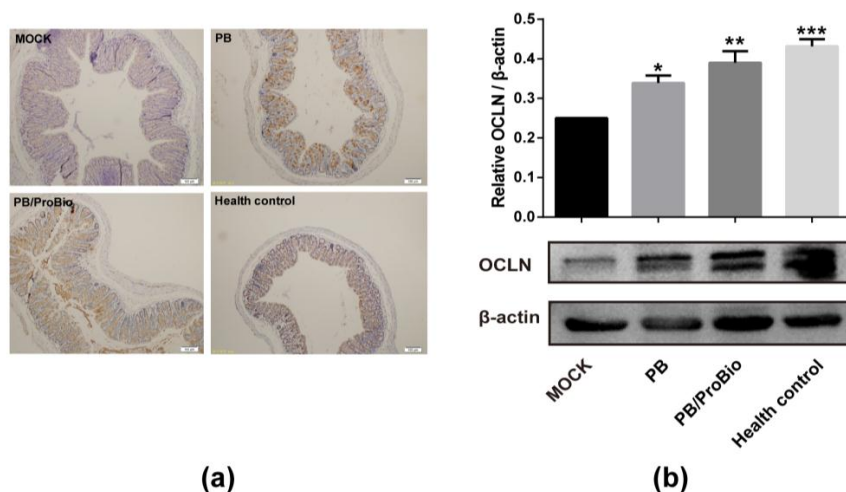 MOCK
PB
PB/ProBio
Health control
(a)
b
Relative OCLN / β-actin
0.5
0.4
0.3
0.2
0.1
0.0
*
**
***
OCLN
β-actin
MOCK
PB
PB/ProBio
Health control
(b)